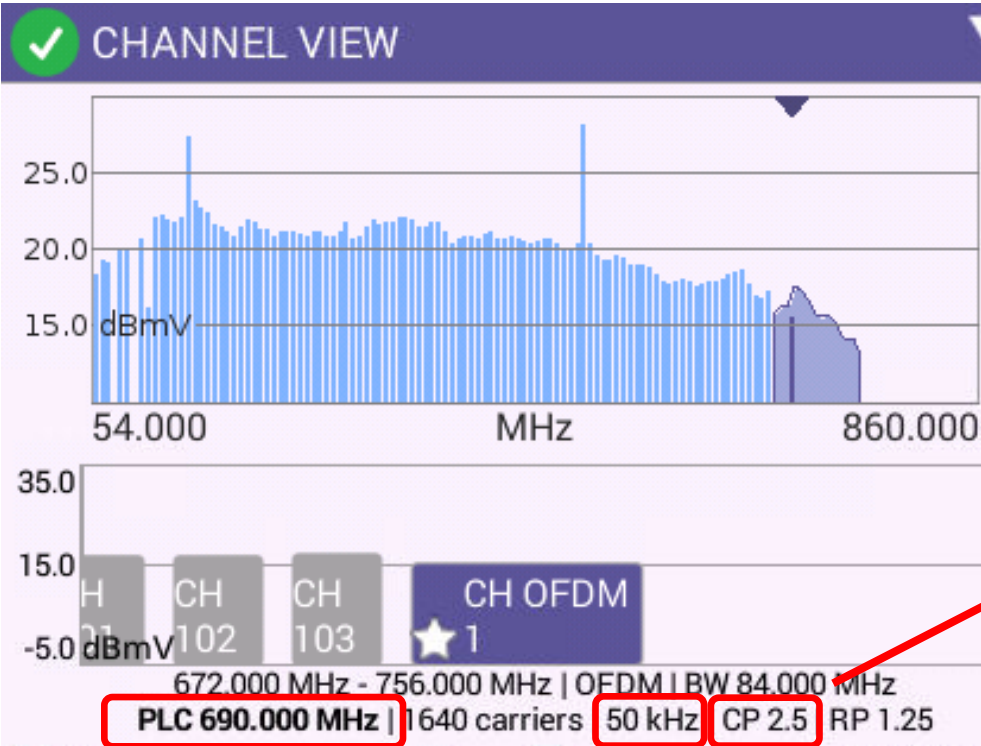 CHANNEL VIEW
25.0
20.0
15.0 dBmV
54.000 MHz 860.000
35.0
15.0
H CH CH CH OFDM
01 102 103 1
-5.0 dBmV
672.000 MHz - 756.000 MHz | OFDM | BW 84.000 MHz
PLC 690.000 MHz | 1640 carriers 50 kHz CP 2.5 RP 1.25